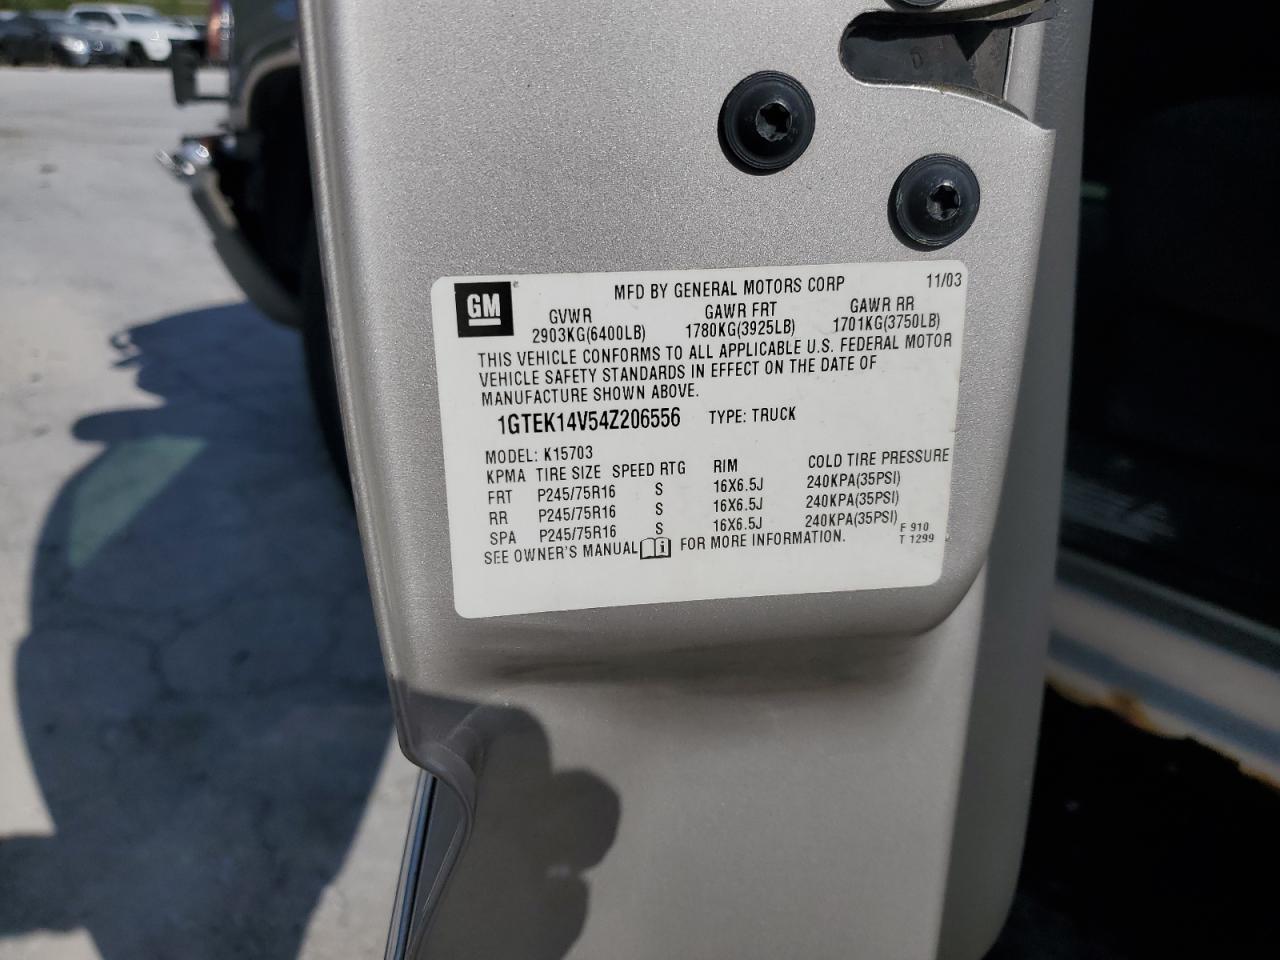 GM
MFD BY GENERAL MOTORS CORP 11/03
GVWR GAWR FRT GAWR RR
2903KG(6400LB) 1780KG(3925LB) 1701KG(3750LB)
THIS VEHICLE CONFORMS TO ALL APPLICABLE U.S. FEDERAL MOTOR
VEHICLE SAFETY STANDARDS IN EFFECT ON THE DATE OF
MANUFACTURE SHOWN ABOVE.
1GTEK14V54Z206556 TYPE: TRUCK
MODEL: K15703
KPMA TIRE SIZE SPEED RTG RIM COLD TIRE PRESSURE
FRT P245/75R16 S 16X6.5J 240KPA(35PSI)
RR P245/75R16 S 16X6.5J 240KPA(35PSI)
SPA P245/75R16 S 16X6.5J 240KPA(35PSI)
SEE OWNER'S MANUAL i FOR MORE INFORMATION.
F 910
T 1299